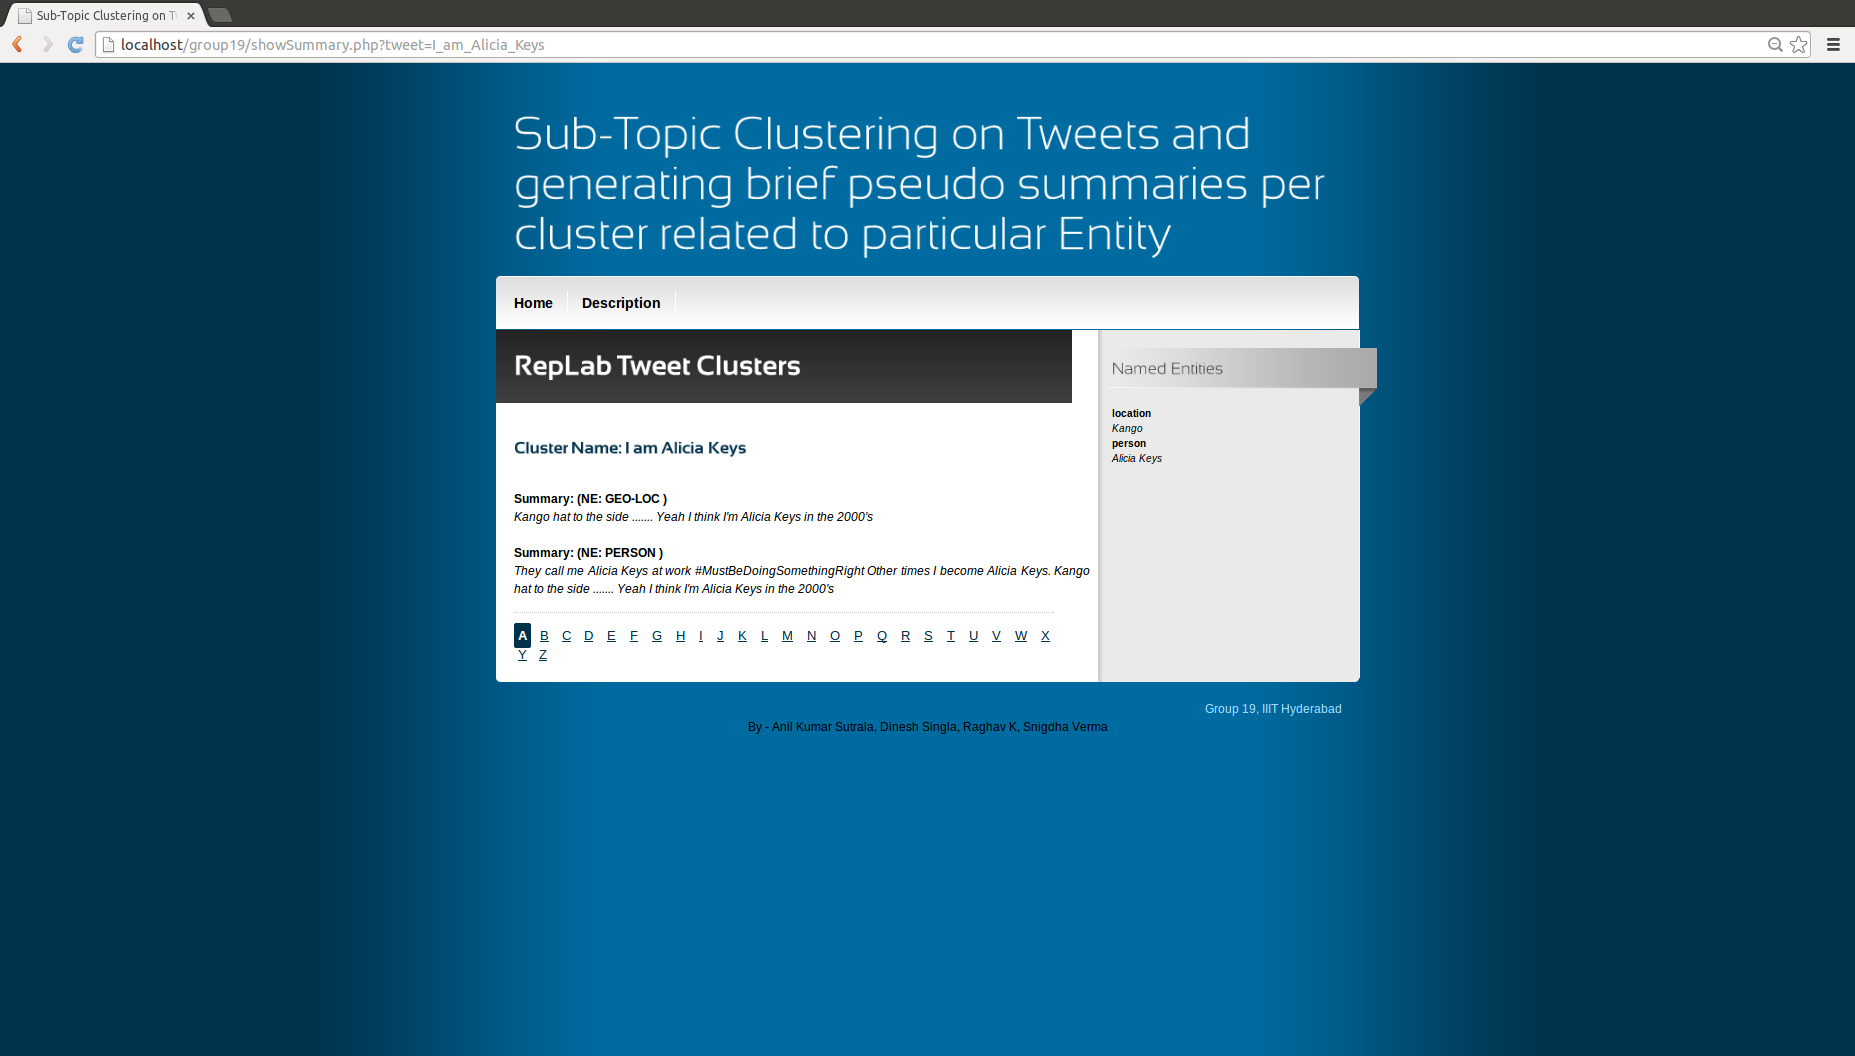 Sub-Topic Clustering on T
localhost/group19/showSummary.php?tweet=I_am_Alicia_Keys
Sub-Topic Clustering on Tweets and
generating brief pseudo summaries per
cluster related to particular Entity
Home Description
RepLab Tweet Clusters
Cluster Name: I am Alicia Keys
Summary: (NE: GEO-LOC )
Kango hat to the side ....... Yeah I think I'm Alicia Keys in the 2000's
Summary: (NE: PERSON )
They call me Alicia Keys at work #MustBeDoingSomethingRight Other times I become Alicia Keys. Kango
hat to the side ....... Yeah I think I'm Alicia Keys in the 2000's
A B C D E F G H I J K L M N O P Q R S T U V W X
Y Z
Named Entities
location
Kango
person
Alicia Keys
Group 19, IIIT Hyderabad
By - Anil Kumar Sutrala, Dinesh Singla, Raghav K, Snigdha Verma